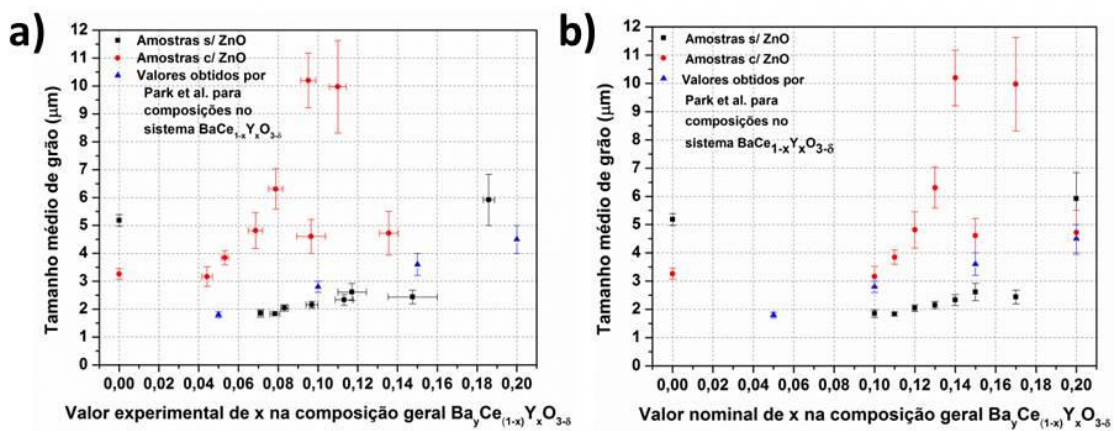 a)
12
11
10
9
8
7
6
5
4
3
2
1
0
Tamanho médio de grão (μm)
Amostras s/ ZnO
Amostras c/ ZnO
Valores obtidos por
Park et al. para
composições no
sistema BaCe1-xYxO3-δ
0,00 0,02 0,04 0,06 0,08 0,10 0,12 0,14 0,16 0,18 0,20
Valor experimental de x na composição geral BayCe(1-x)YxO3-δ
b)
12
11
10
9
8
7
6
5
4
3
2
1
0
Tamanho médio de grão (μm)
Amostras s/ ZnO
Amostras c/ ZnO
Valores obtidos por
Park et al. para
composições no
sistema BaCe1-xYxO3-δ
0,00 0,02 0,04 0,06 0,08 0,10 0,12 0,14 0,16 0,18 0,20
Valor nominal de x na composição geral BayCe(1-x)YxO3-δ